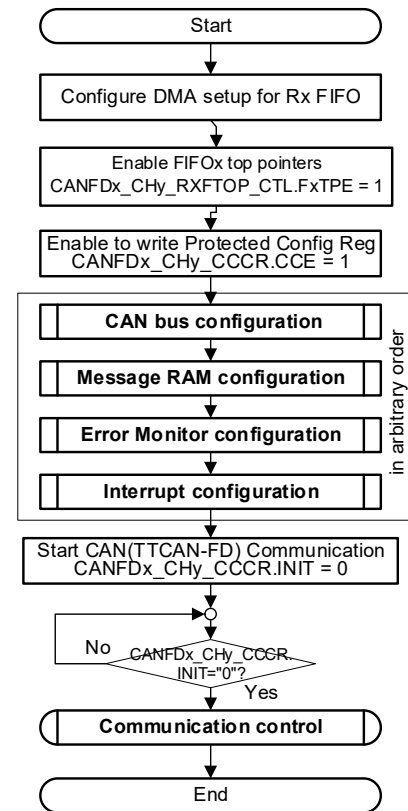 Start
Configure DMA setup for Rx FIFO
Enable FIFOx top pointers
CANFDx_CHy_RXFTOP_CTL.FxTPE = 1
Enable to write Protected Config Reg
CANFDx_CHy_CCCR.CCE = 1
CAN bus configuration
Message RAM configuration
Error Monitor configuration
Interrupt configuration
in arbitrary order
Start CAN(TTCAN-FD) Communication
CANFDx_CHy_CCCR.INIT = 0
No
CANFDx_CHy_CCCR.
INIT="0"?
Yes
Communication control
End